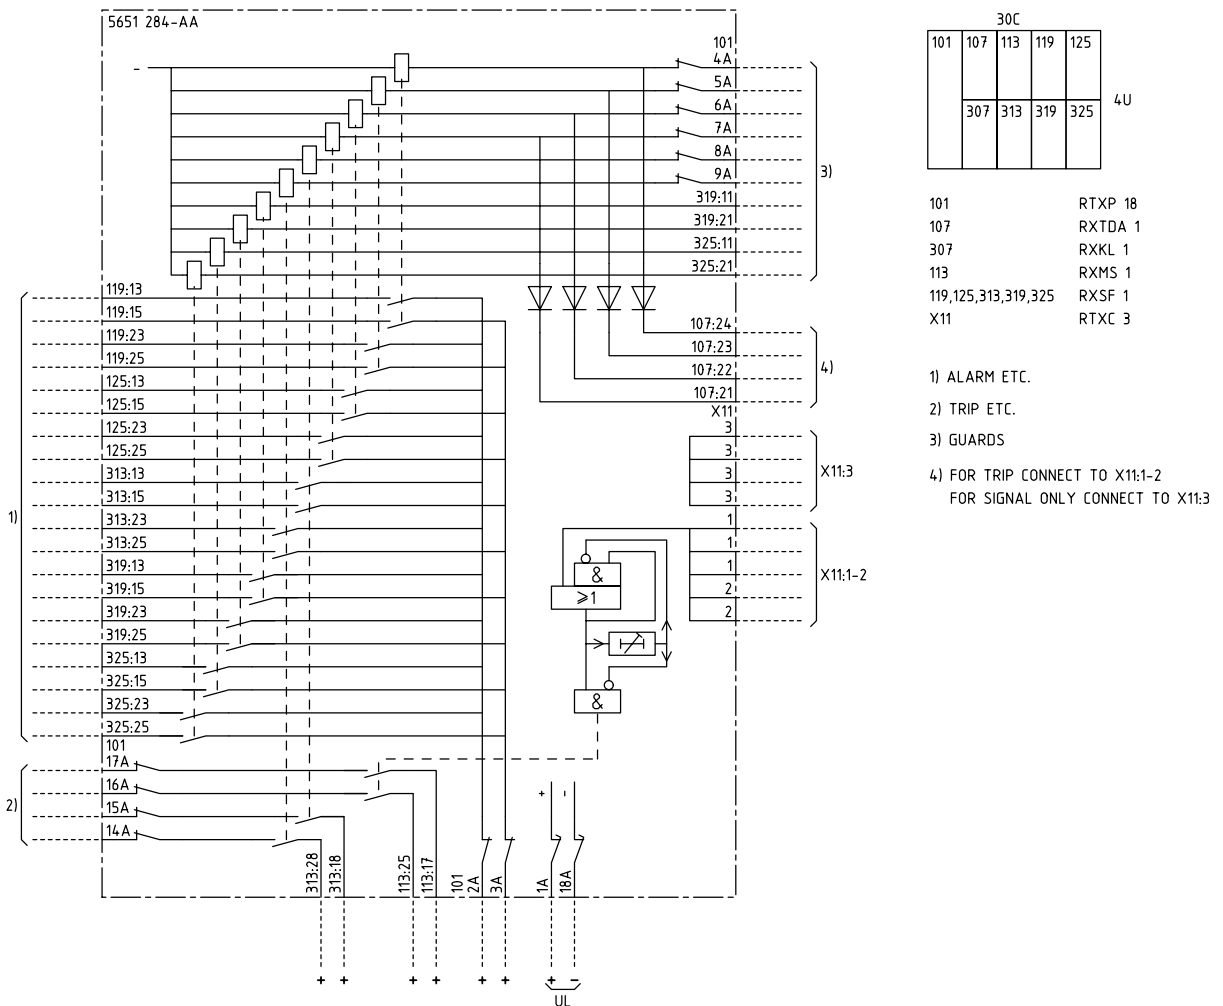 5651 284-AA
101
4A
5A
6A
7A
8A
9A
319:11
319:21
325:11
325:21
-
3)
119:13
119:15
119:23
119:25
125:13
125:15
125:23
125:25
313:13
313:15
313:23
313:25
319:13
319:15
319:23
319:25
325:13
325:15
325:23
325:25
1)
107:24
107:23
107:22
107:21
4)
X11
3
3
3
3
X11:3
1
1
1
2
2
X11:1-2
&
≥1
&
101
17A
16A
15A
14A
2)
313:28
313:18
113:25
113:17
101
2A
3A
1A
18A
+ -
+ + + + + + + -
UL
30C
101 107 113 119 125
307 313 319 325
4U
101 RTXP 18
107 RXTDA 1
307 RXKL 1
113 RXMS 1
119,125,313,319,325 RXSF 1
X11 RTXC 3
1) ALARM ETC.
2) TRIP ETC.
3) GUARDS
4) FOR TRIP CONNECT TO X11:1-2
FOR SIGNAL ONLY CONNECT TO X11:3